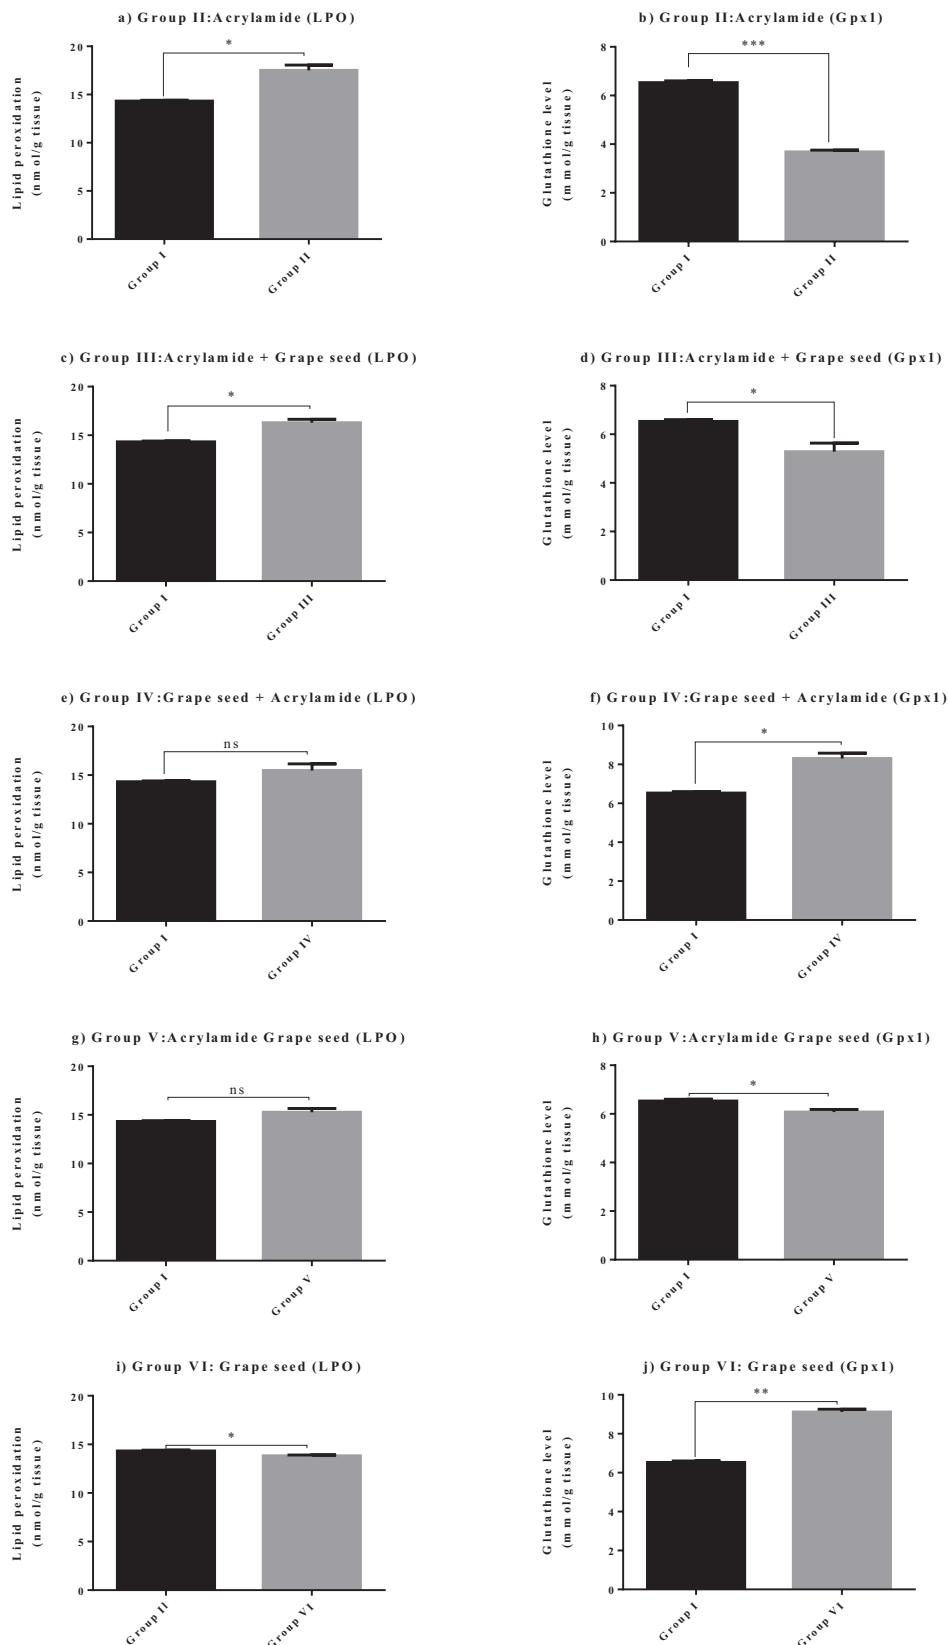 a) Group II:Acrylamide (LPO)
*
Lipid peroxidation
(nmol/g tissue)
20
15
10
5
0
Group I
Group II
b) Group II:Acrylamide (Gpx1)
***
Glutathione level
(mmol/g tissue)
8
6
4
2
0
Group I
Group II
c) Group III:Acrylamide + Grape seed (LPO)
*
Lipid peroxidation
(nmol/g tissue)
20
15
10
5
0
Group I
Group III
d) Group III:Acrylamide + Grape seed (Gpx1)
*
Glutathione level
(mmol/g tissue)
8
6
4
2
0
Group I
Group III
e) Group IV:Grape seed + Acrylamide (LPO)
ns
Lipid peroxidation
(nmol/g tissue)
20
15
10
5
0
Group I
Group IV
f) Group IV:Grape seed + Acrylamide (Gpx1)
*
Glutathione level
(mmol/g tissue)
10
8
6
4
2
0
Group I
Group IV
g) Group V:Acrylamide Grape seed (LPO)
ns
Lipid peroxidation
(nmol/g tissue)
20
15
10
5
0
Group I
Group V
h) Group V:Acrylamide Grape seed (Gpx1)
*
Glutathione level
(mmol/g tissue)
8
6
4
2
0
Group I
Group V
i) Group VI: Grape seed (LPO)
*
Lipid peroxidation
(nmol/g tissue)
20
15
10
5
0
Group I1
Group VI
j) Group VI: Grape seed (Gpx1)
**
Glutathione level
(mmol/g tissue)
10
8
6
4
2
0
Group I
Group VI